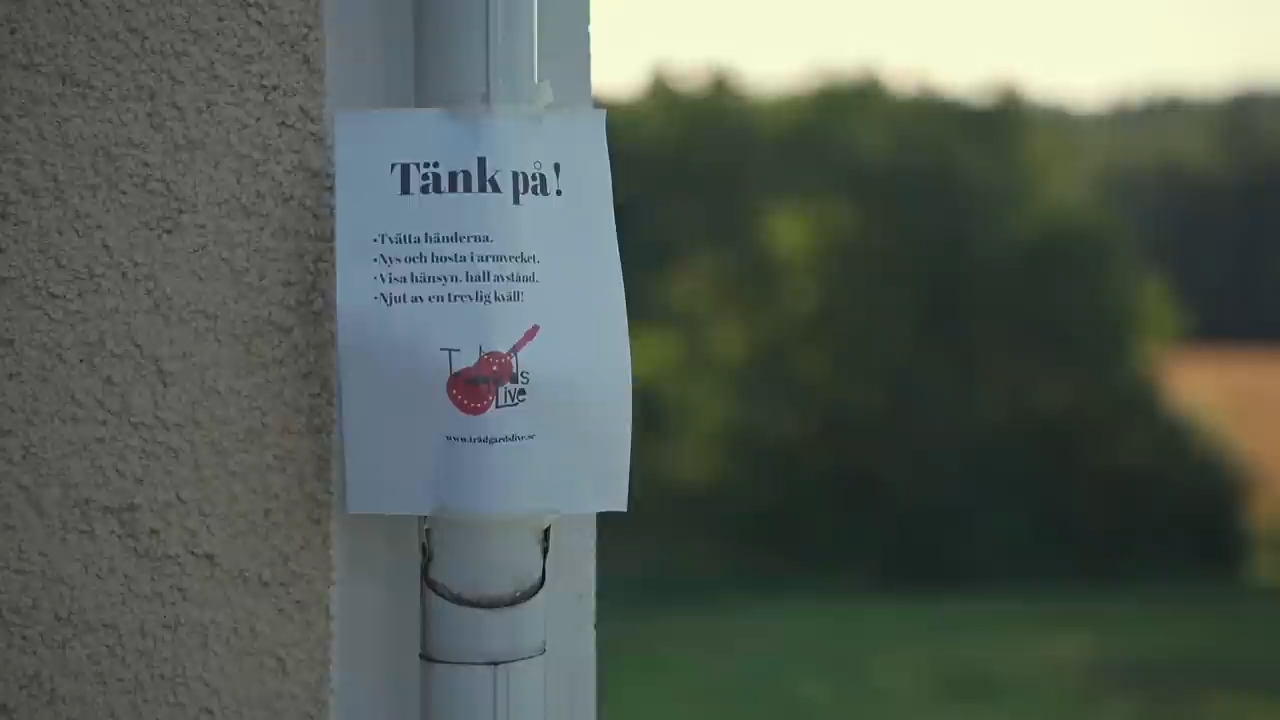 Tänk på!
•Tvätta händerna.
•Nys och hosta i armvecket.
•Visa hänsyn, håll avstånd.
•Njut av en trevlig kväll!
Live
www.trädgardslive.se